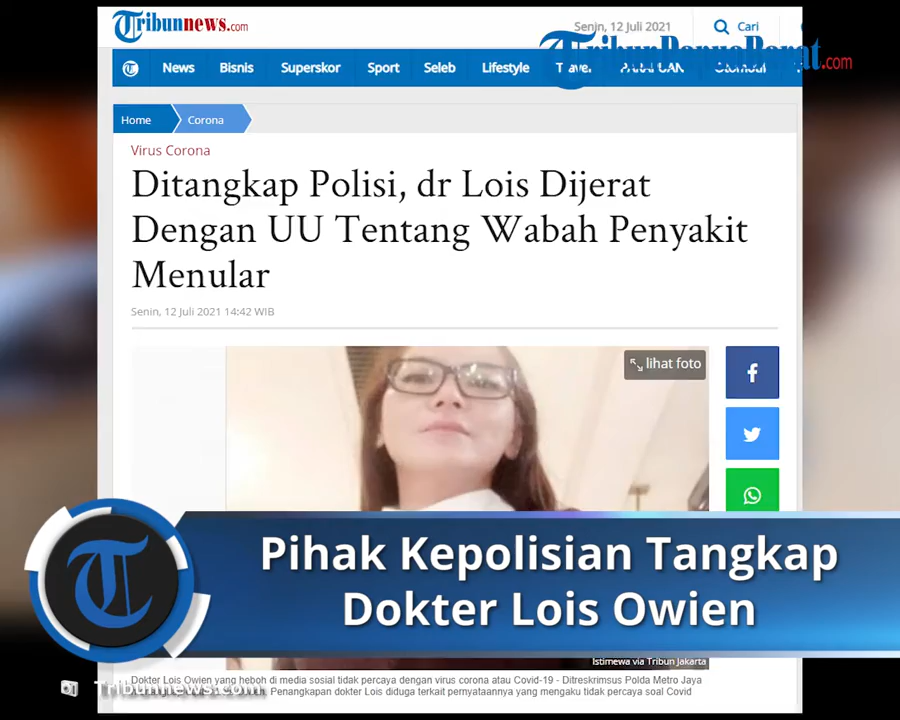 Tribunnews.com
Senin, 12 Juli 2021
Cari
TribunPapuaBarat.com
News Bisnis Superskor Sport Seleb Lifestyle Travel
Home Corona
Virus Corona
Ditangkap Polisi, dr Lois Dijerat
Dengan UU Tentang Wabah Penyakit
Menular
Senin, 12 Juli 2021 14:42 WIB
lihat foto
Pihak Kepolisian Tangkap
Dokter Lois Owien
Istimewa via Tribun Jakarta
Dokter Lois Owien yang heboh di media sosial tidak percaya dengan virus corona atau Covid-19 - Ditreskrimsus Polda Metro Jaya
Tribunnews.com
Penangkapan dokter Lois diduga terkait pernyataannya yang mengaku tidak percaya soal Covid